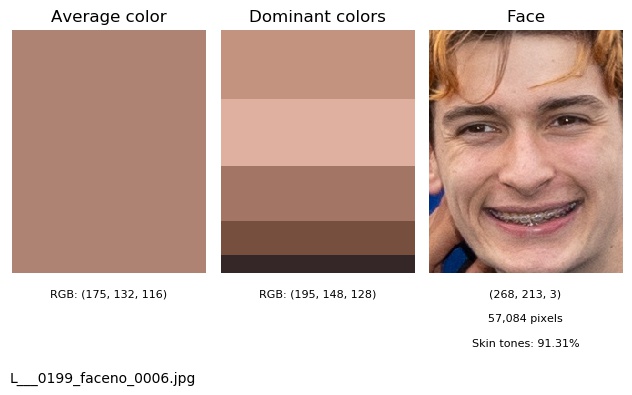 Average color
Dominant colors
Face
RGB: (175, 132, 116)
RGB: (195, 148, 128)
(268, 213, 3)
57,084 pixels
Skin tones: 91.31%
L___0199_faceno_0006.jpg